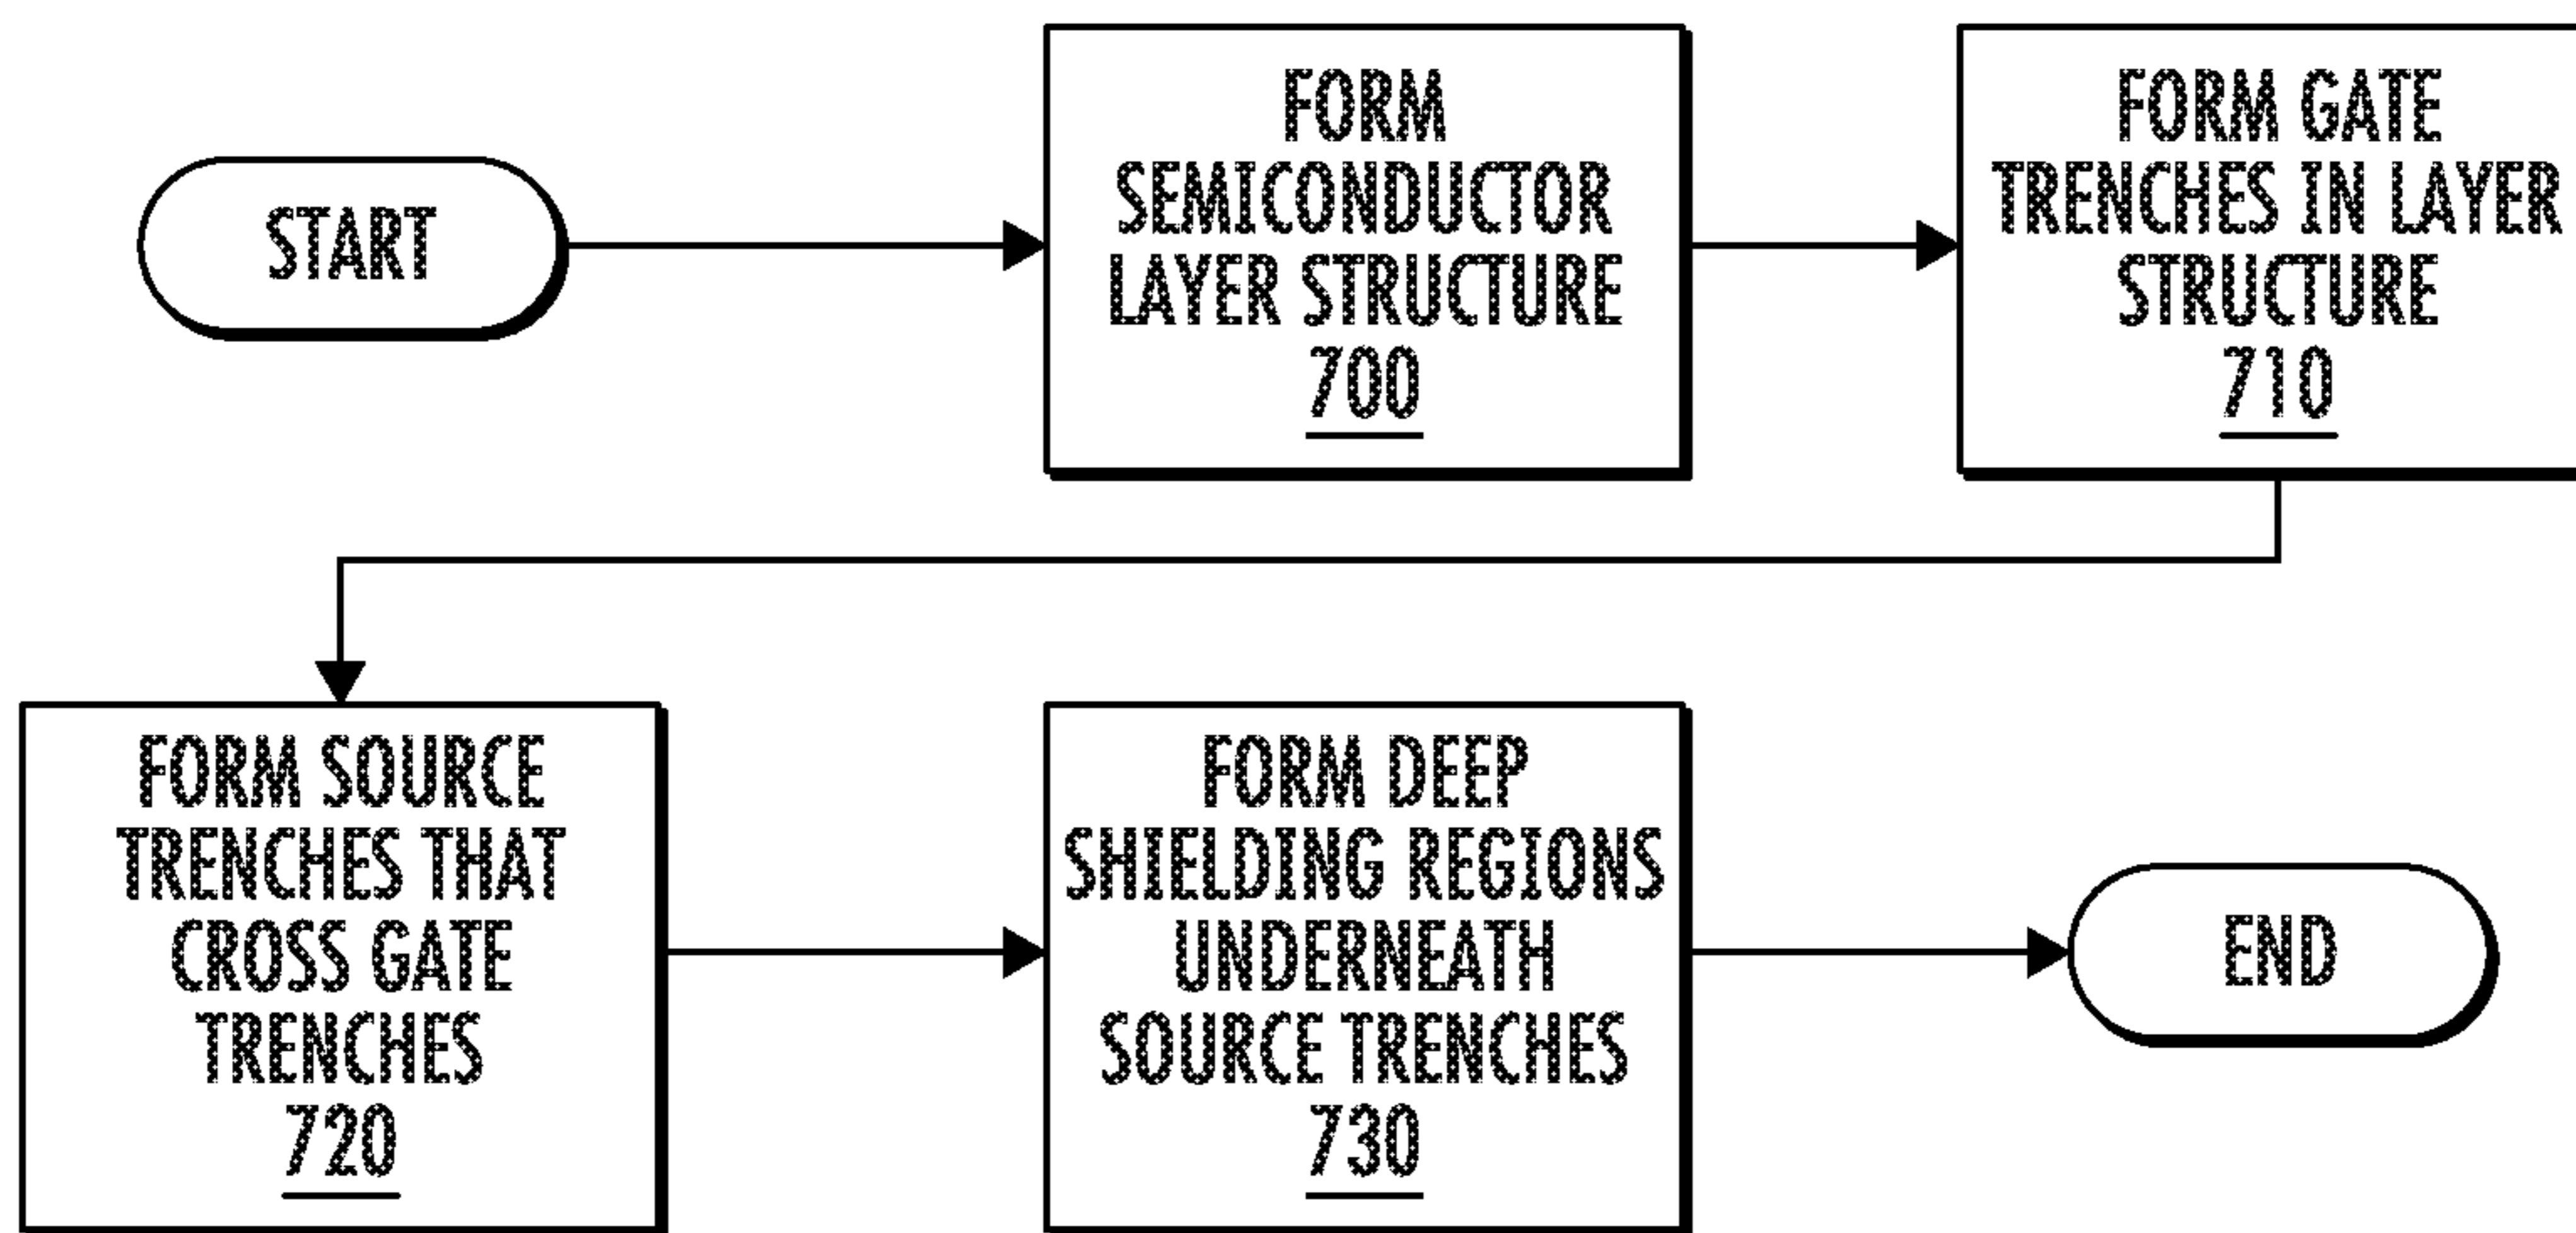 START
FORM
SEMICONDUCTOR
LAYER STRUCTURE
700
FORM GATE
TRENCHES IN LAYER
STRUCTURE
710
FORM SOURCE
TRENCHES THAT
CROSS GATE
TRENCHES
720
FORM DEEP
SHIELDING REGIONS
UNDERNEATH
SOURCE TRENCHES
730
END